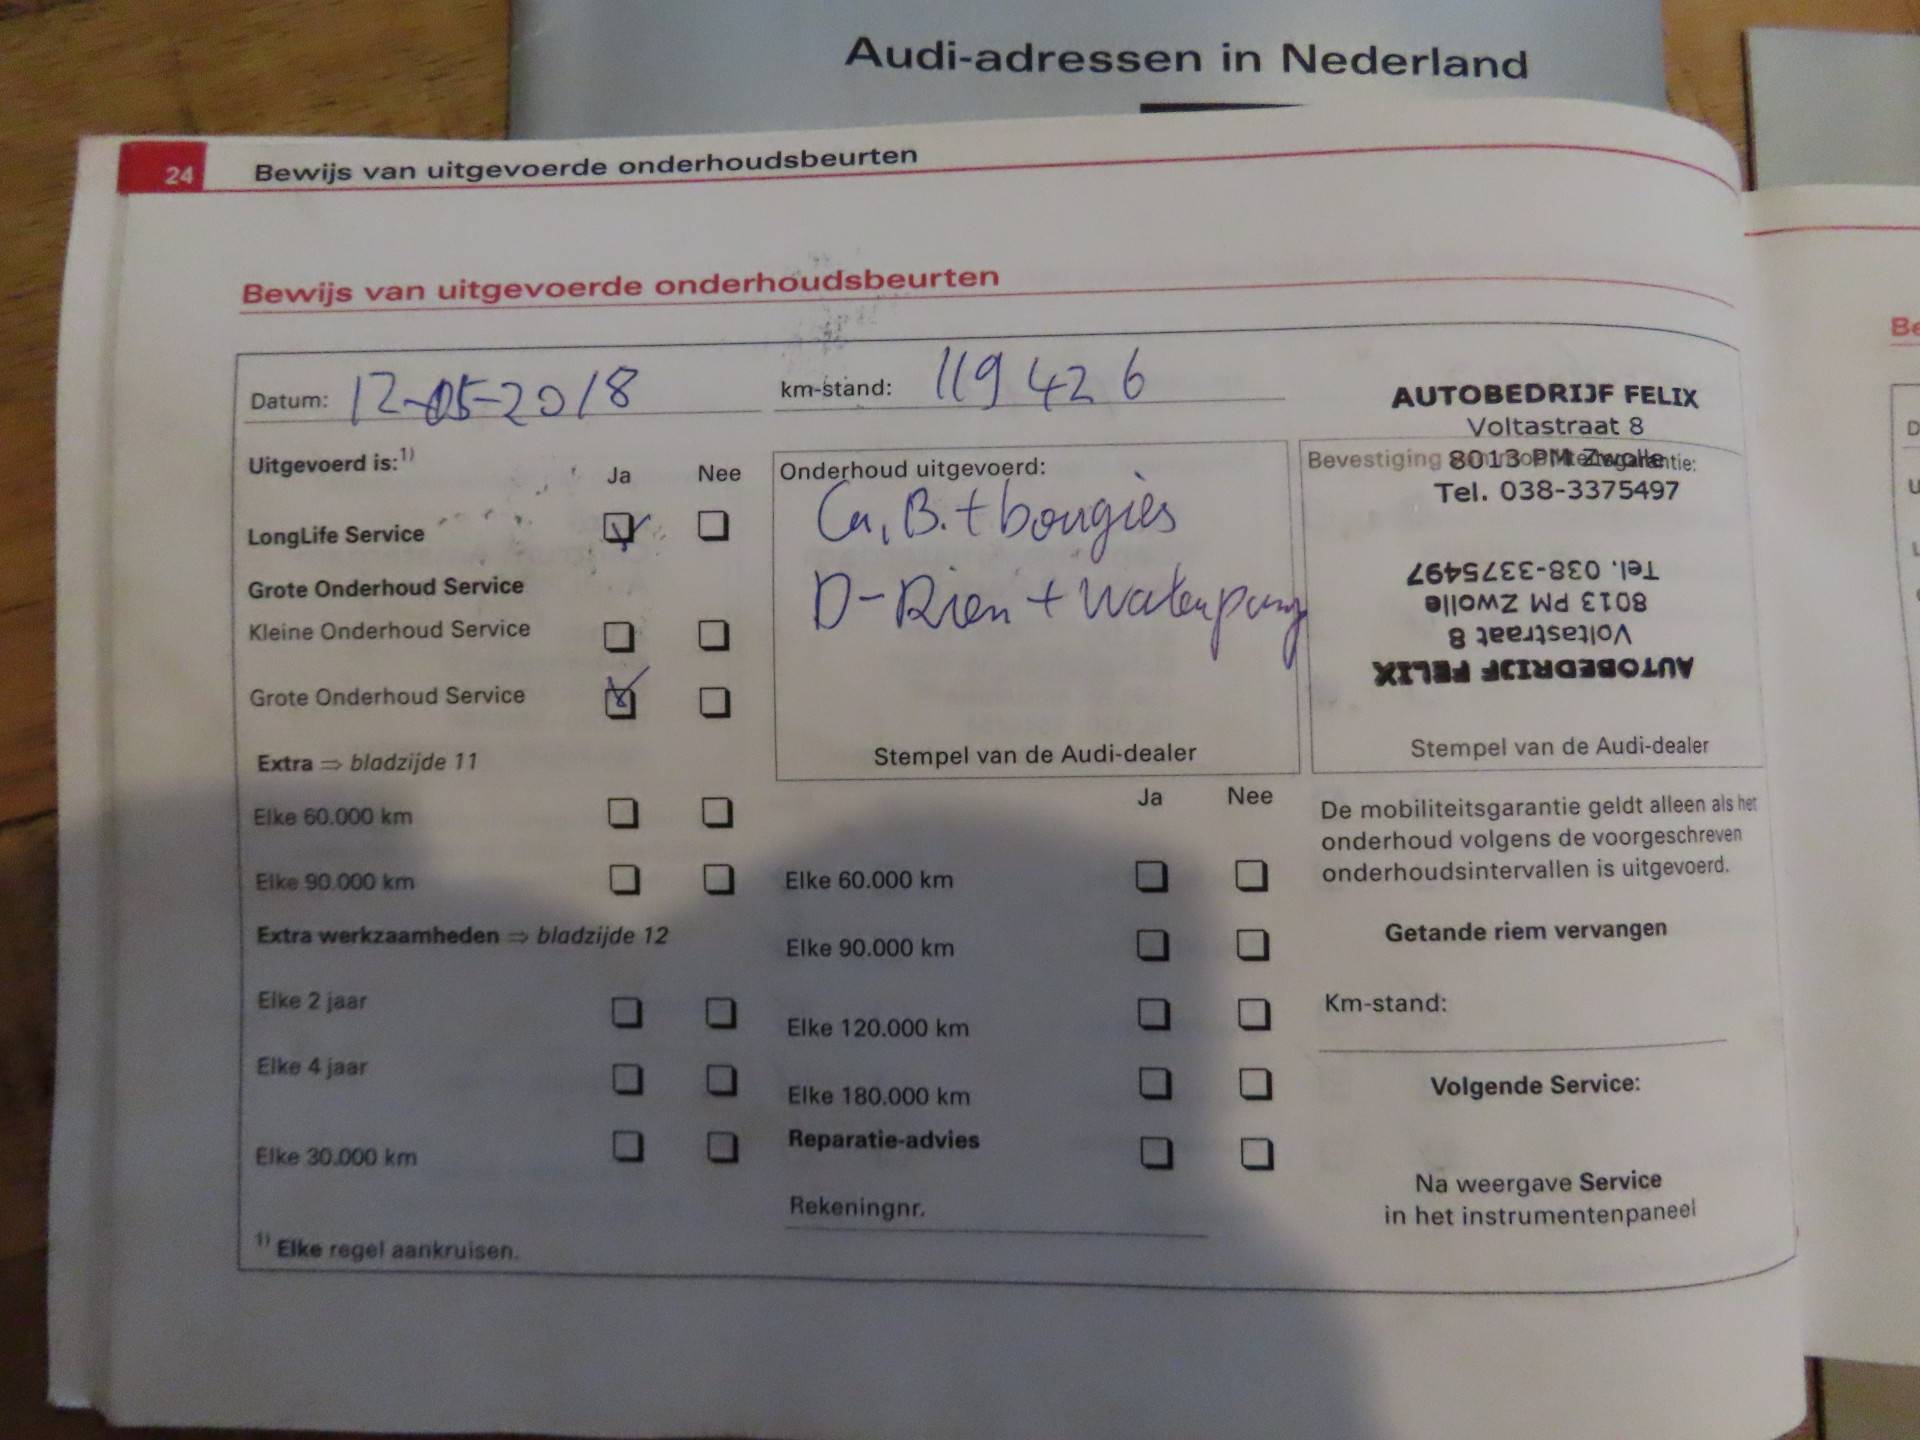 Audi-adressen in Nederland
24 Bewijs van uitgevoerde onderhoudsbeurten
Bewijs van uitgevoerde onderhoudsbeurten
Be
Datum: 12-05-2018
km-stand: 119 426
AUTOBEDRIJF FELIX
Voltastraat 8
8013 PM Zwolle
Tel. 038-3375497
Bevestiging
Uitgevoerd is:1)
Ja Nee
LongLife Service
Grote Onderhoud Service
Kleine Onderhoud Service
Grote Onderhoud Service
Extra ⇒ bladzijde 11
Elke 60.000 km
Elke 90.000 km
Extra werkzaamheden ⇒ bladzijde 12
Elke 2 jaar
Elke 4 jaar
Elke 30.000 km
1) Elke regel aankruisen.
Onderhoud uitgevoerd:
B. + bougies
D-Riem + Waterpomp
Stempel van de Audi-dealer
Ja Nee
Elke 60.000 km
Elke 90.000 km
Elke 120.000 km
Elke 180.000 km
Reparatie-advies
Rekeningnr.
AUTOBEDRIJF FELIX
Voltastraat 8
8013 PM Zwolle
Tel. 038-3375497
Stempel van de Audi-dealer
De mobiliteitsgarantie geldt alleen als het
onderhoud volgens de voorgeschreven
onderhoudsintervallen is uitgevoerd.
Getande riem vervangen
Km-stand:
Volgende Service:
Na weergave Service
in het instrumentenpaneel